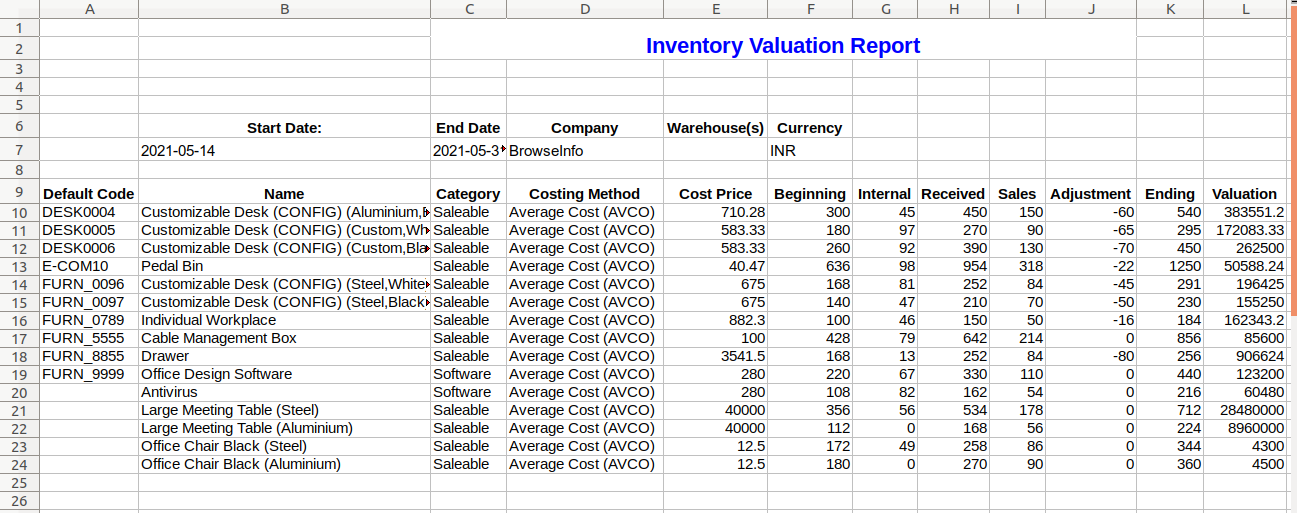 A B C D E F G H I J K L
1
2 Inventory Valuation Report
3
4
5
6 Start Date: End Date Company Warehouse(s) Currency
7 2021-05-14 2021-05-3 BrowseInfo INR
8
9 Default Code Name Category Costing Method Cost Price Beginning Internal Received Sales Adjustment Ending Valuation
10 DESK0004 Customizable Desk (CONFIG) (Aluminium, Saleable Average Cost (AVCO) 710.28 300 45 450 150 -60 540 383551.2
11 DESK0005 Customizable Desk (CONFIG) (Custom,Wh Saleable Average Cost (AVCO) 583.33 180 97 270 90 -65 295 172083.33
12 DESK0006 Customizable Desk (CONFIG) (Custom,Bla Saleable Average Cost (AVCO) 583.33 260 92 390 130 -70 450 262500
13 E-COM10 Pedal Bin Saleable Average Cost (AVCO) 40.47 636 98 954 318 -22 1250 50588.24
14 FURN_0096 Customizable Desk (CONFIG) (Steel,White Saleable Average Cost (AVCO) 675 168 81 252 84 -45 291 196425
15 FURN_0097 Customizable Desk (CONFIG) (Steel,Black Saleable Average Cost (AVCO) 675 140 47 210 70 -50 230 155250
16 FURN_0789 Individual Workplace Saleable Average Cost (AVCO) 882.3 100 46 150 50 -16 184 162343.2
17 FURN_5555 Cable Management Box Saleable Average Cost (AVCO) 100 428 79 642 214 0 856 85600
18 FURN_8855 Drawer Saleable Average Cost (AVCO) 3541.5 168 13 252 84 -80 256 906624
19 FURN_9999 Office Design Software Software Average Cost (AVCO) 280 220 67 330 110 0 440 123200
20 Antivirus Software Average Cost (AVCO) 280 108 82 162 54 0 216 60480
21 Large Meeting Table (Steel) Saleable Average Cost (AVCO) 40000 356 56 534 178 0 712 28480000
22 Large Meeting Table (Aluminium) Saleable Average Cost (AVCO) 40000 112 0 168 56 0 224 8960000
23 Office Chair Black (Steel) Saleable Average Cost (AVCO) 12.5 172 49 258 86 0 344 4300
24 Office Chair Black (Aluminium) Saleable Average Cost (AVCO) 12.5 180 0 270 90 0 360 4500
25
26